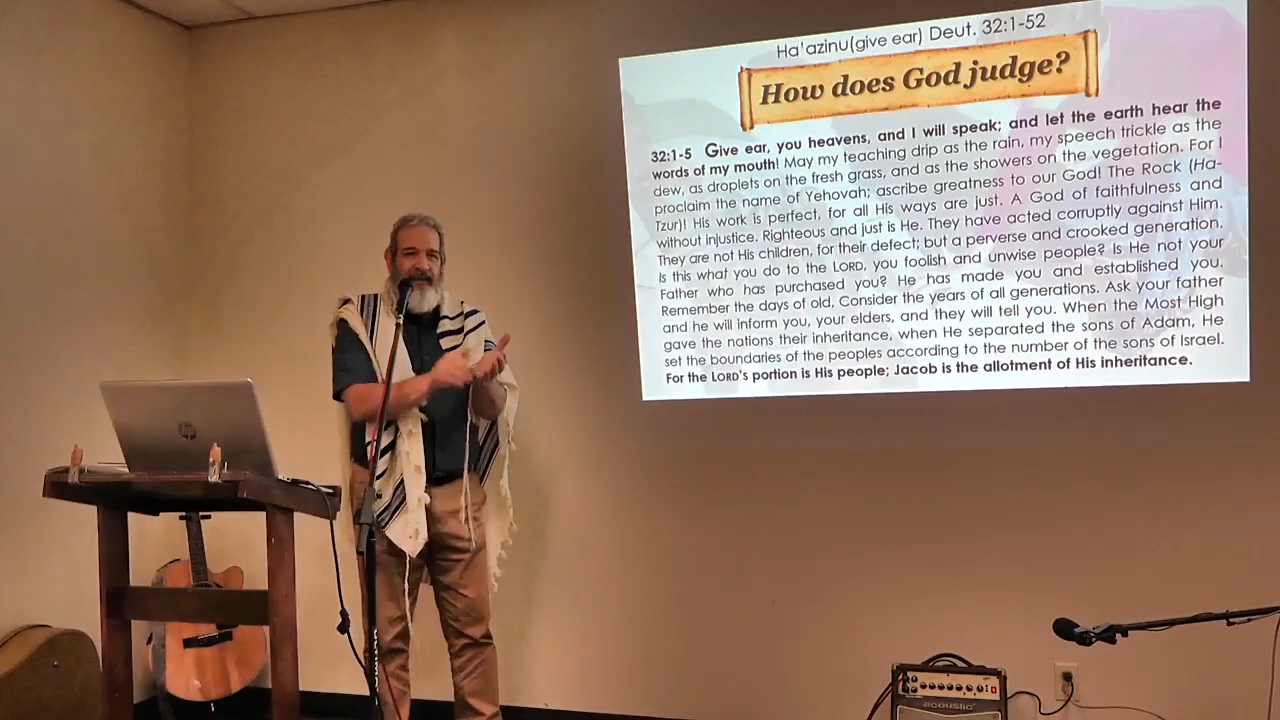 Ha'azinu(give ear) Deut. 32:1-52
How does God judge?
32:1-5 Give ear, you heavens, and I will speak; and let the earth hear the
words of my mouth! May my teaching drip as the rain, my speech trickle as the
dew, as droplets on the fresh grass, and as the showers on the vegetation. For I
proclaim the name of Yehovah; ascribe greatness to our God! The Rock (Ha-
Tzur)! His work is perfect, for all His ways are just. A God of faithfulness and
without injustice. Righteous and just is He. They have acted corruptly against Him.
They are not His children, for their defect; but a perverse and crooked generation.
Is this what you do to the LORD, you foolish and unwise people? Is He not your
Father who has purchased you? He has made you and established you.
Remember the days of old. Consider the years of all generations. Ask your father
and he will inform you, your elders, and they will tell you. When the Most High
gave the nations their inheritance, when He separated the sons of Adam, He
set the boundaries of the peoples according to the number of the sons of Israel.
For the LORD's portion is His people; Jacob is the allotment of His inheritance.
hp
acoustic